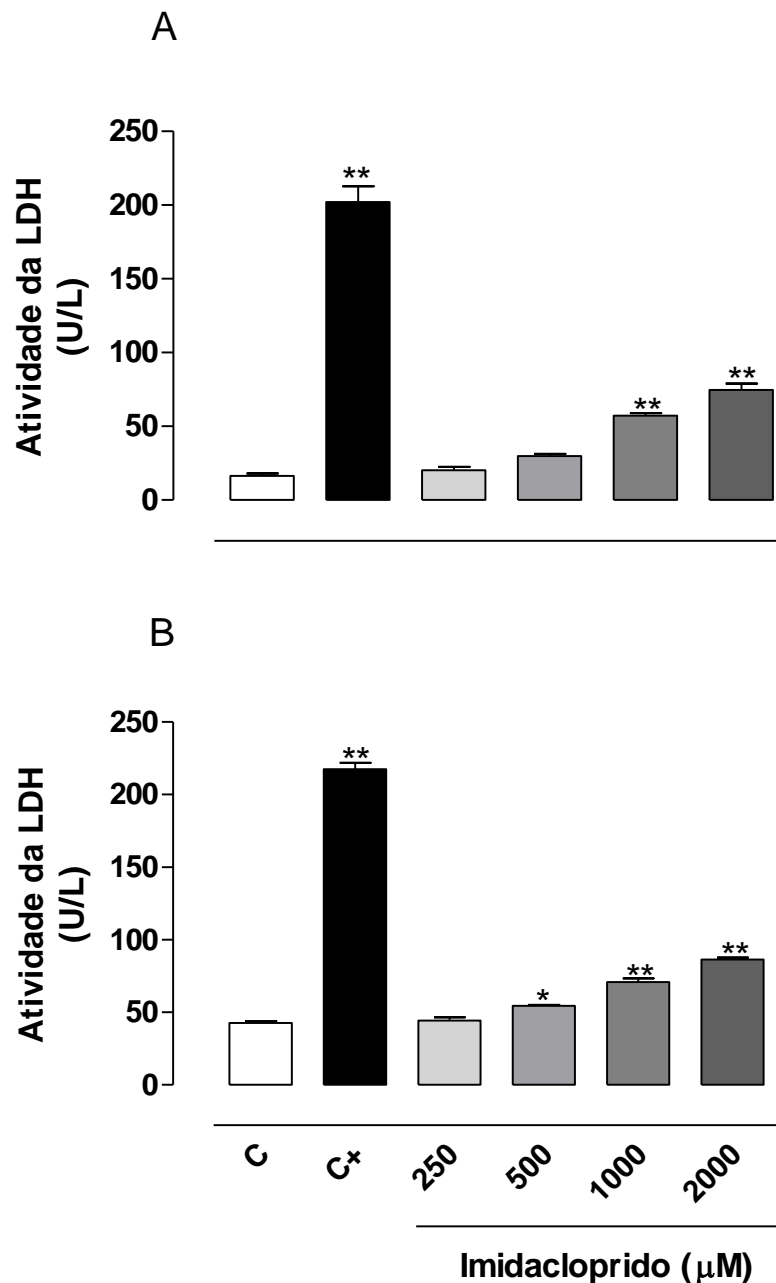 A
Atividade da LDH
(U/L)
250
200
150
100
50
0
**
**
**
B
Atividade da LDH
(U/L)
250
200
150
100
50
0
**
*
**
**
C
C+
250
500
1000
2000
Imidacloprido (μM)